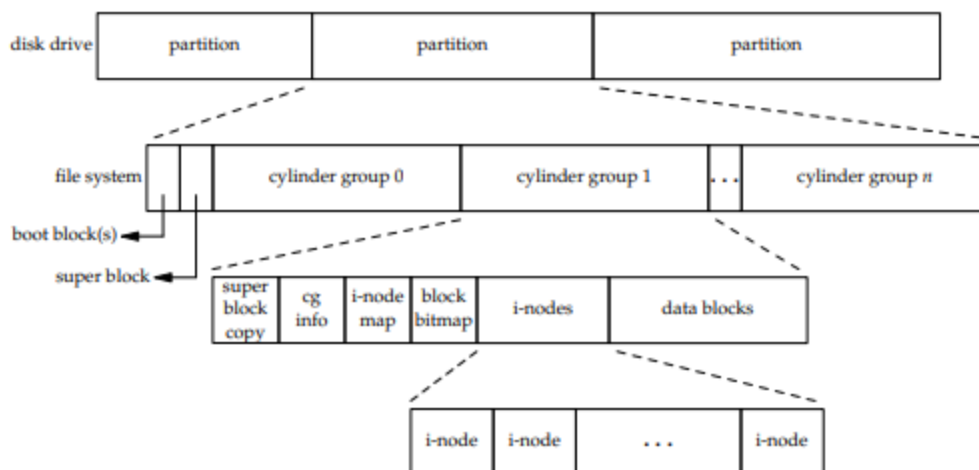 disk drive partition partition partition
file system cylinder group 0 cylinder group 1 ... cylinder group n
boot block(s)
super block
super block copy
cg info
i-node map
block bitmap
i-nodes
data blocks
i-node i-node ... i-node